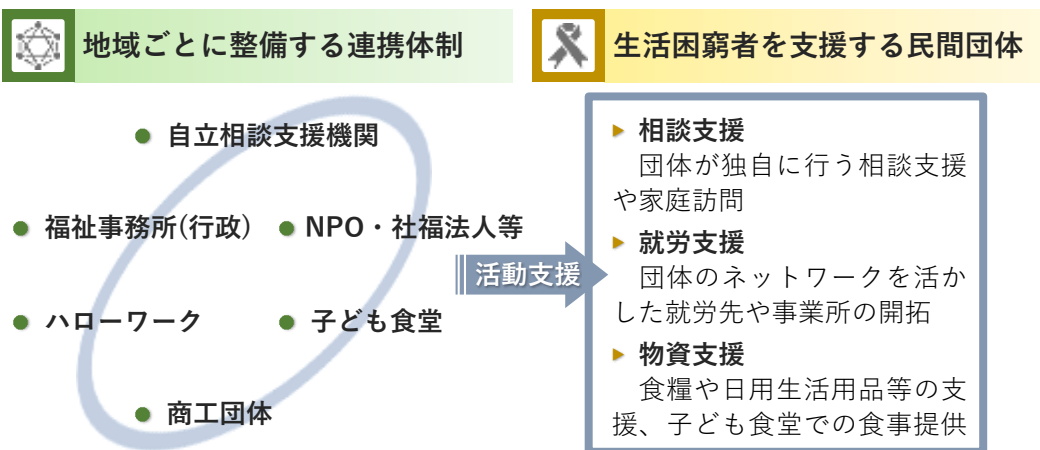 地域ごとに整備する連携体制
自立相談支援機関
福祉事務所(行政)
NPO・社福法人等
ハローワーク
子ども食堂
商工団体
活動支援
生活困窮者を支援する民間団体
相談支援
団体が独自に行う相談支援
や家庭訪問
就労支援
団体のネットワークを活か
した就労先や事業所の開拓
物資支援
食糧や日用生活用品等の支
援、子ども食堂での食事提供